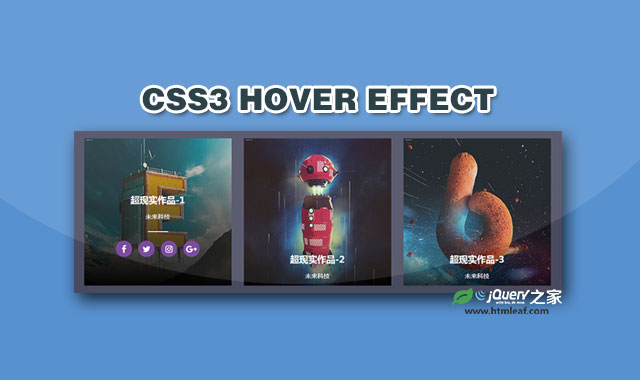 CSS3 HOVER EFFECT
超现实作品-1
未来科技
超现实作品-2
未来科技
超现实作品-3
未来科技
jQuery之家
www.htmleaf.com